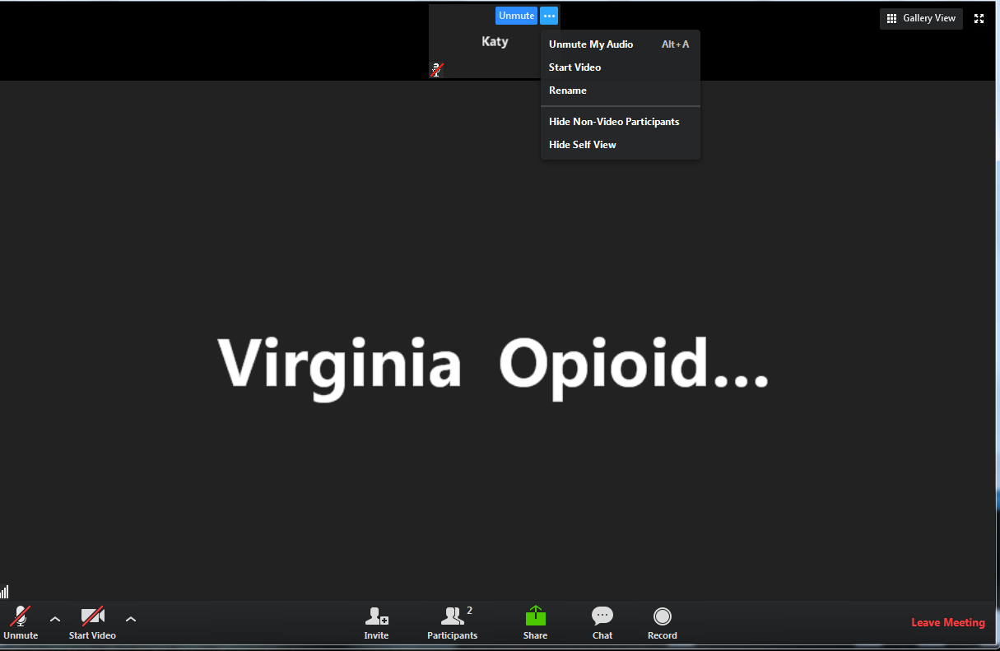 Unmute ...
Gallery View
Katy
Unmute My Audio Alt+A
Start Video
Rename
Hide Non-Video Participants
Hide Self View
Virginia Opioid...
2
Unmute Start Video Invite Participants Share Chat Record Leave Meeting